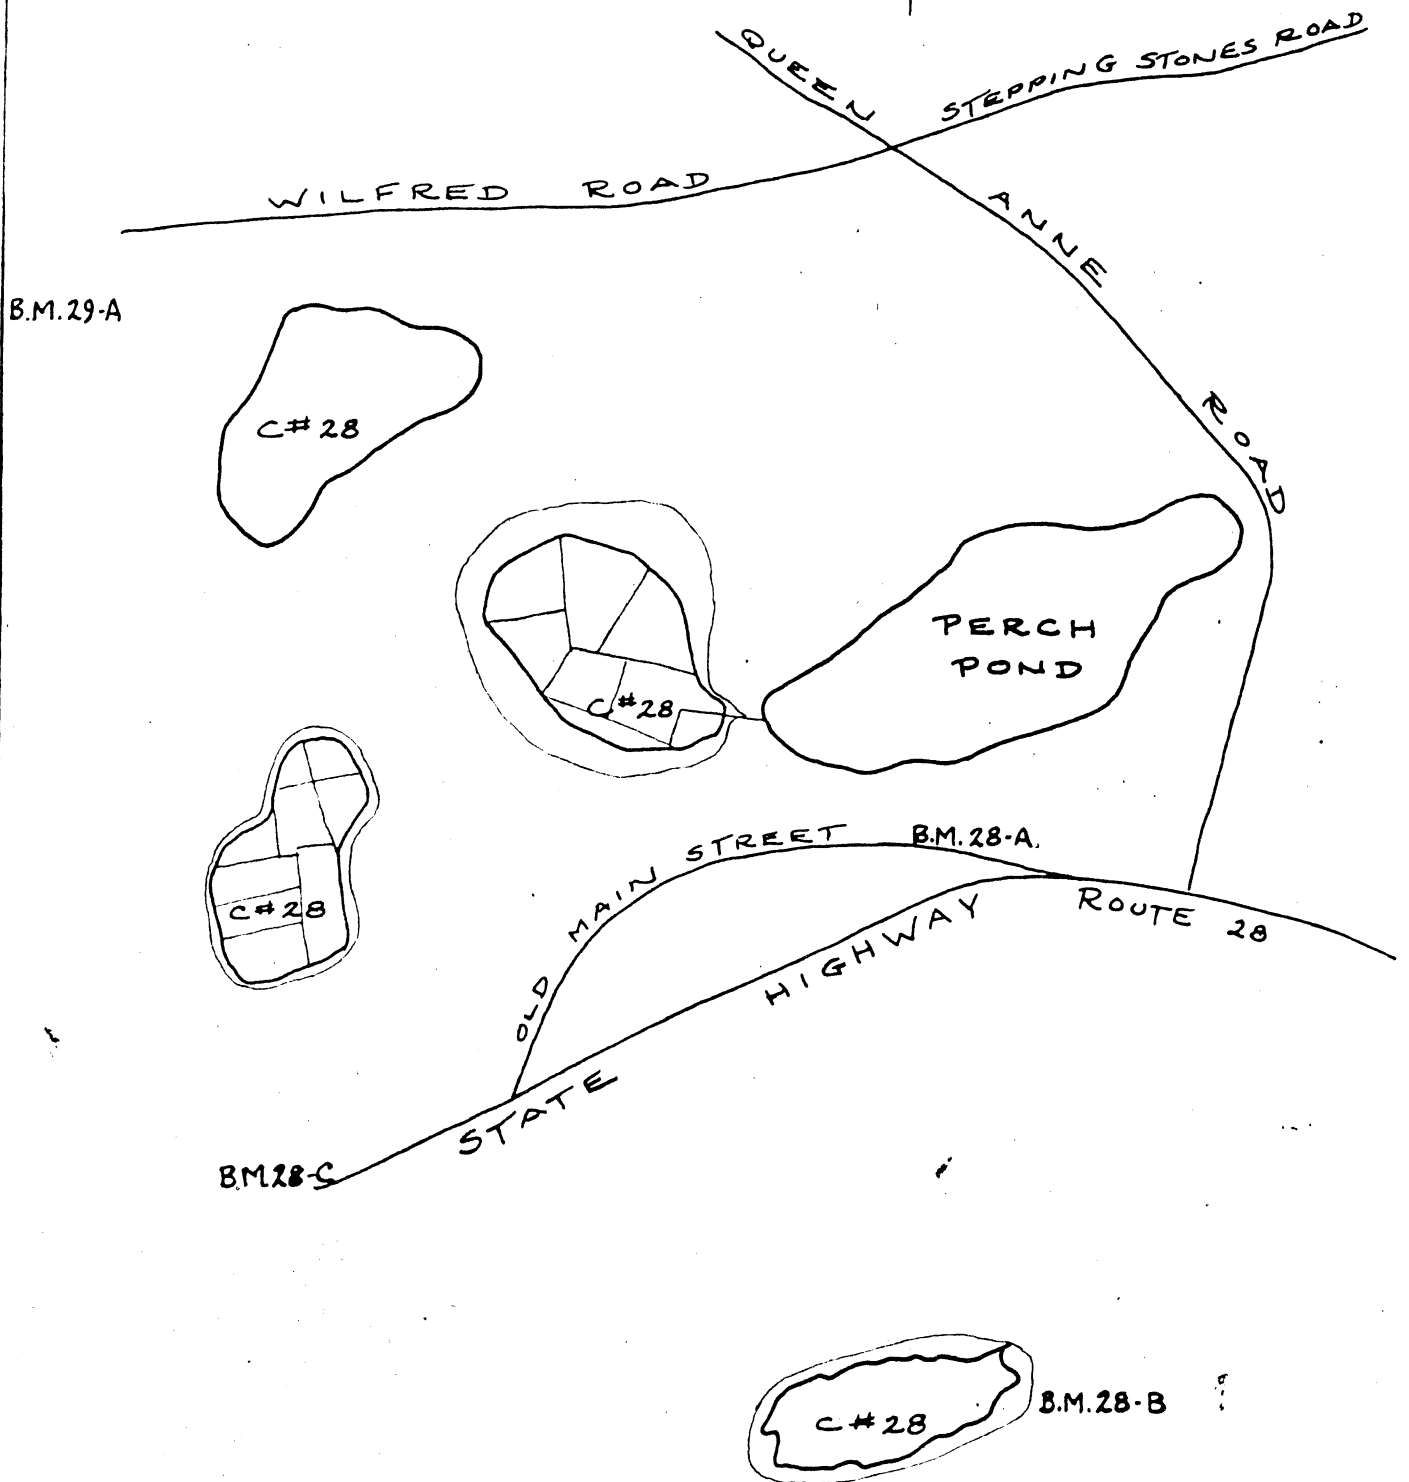 QUEEN ANNE ROAD
STEPPING STONES ROAD
WILFRED ROAD
B.M.29-A
C#28
PERCH
POND
C#28
OLD MAIN STREET
B.M.28-A.
C#28
STATE HIGHWAY ROUTE 28
B.M.28-C
B.M.28-B
C#28